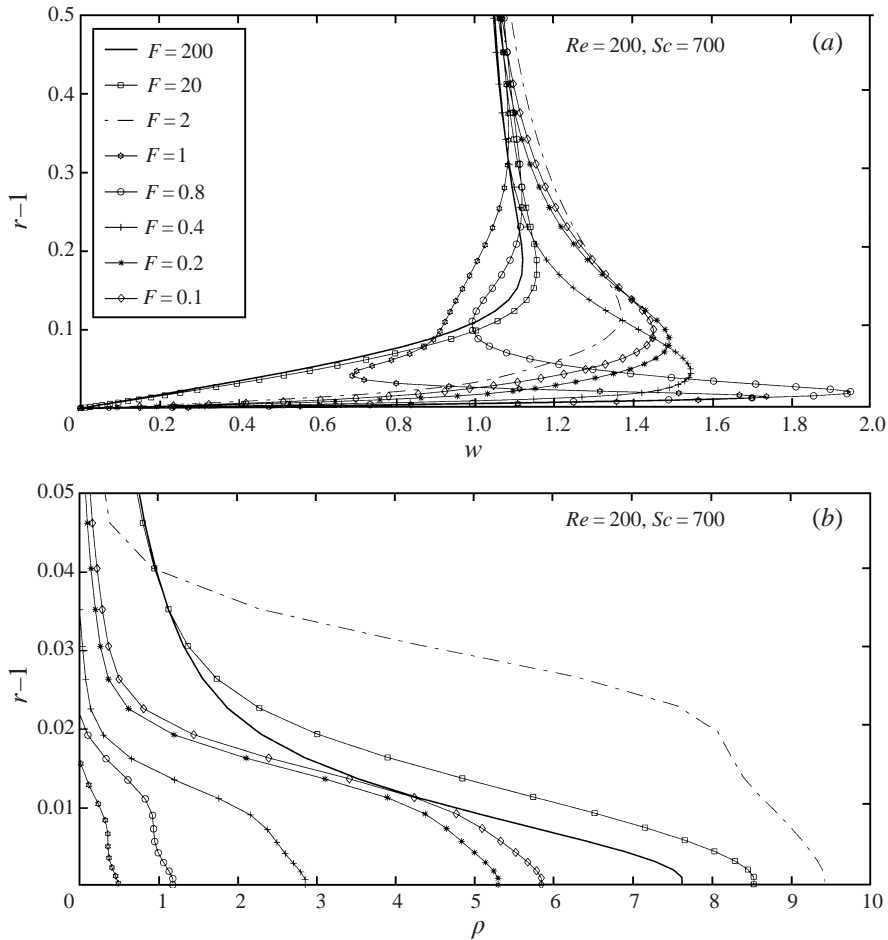 0.5
0.4
0.3
0.2
0.1
0
r–1
F = 200
F = 20
F = 2
F = 1
F = 0.8
F = 0.4
F = 0.2
F = 0.1
Re = 200, Sc = 700
(a)
0.2 0.4 0.6 0.8 1.0 1.2 1.4 1.6 1.8 2.0
w
0.05
0.04
0.03
0.02
0.01
0
r–1
Re = 200, Sc = 700
(b)
1 2 3 4 5 6 7 8 9 10
ρ